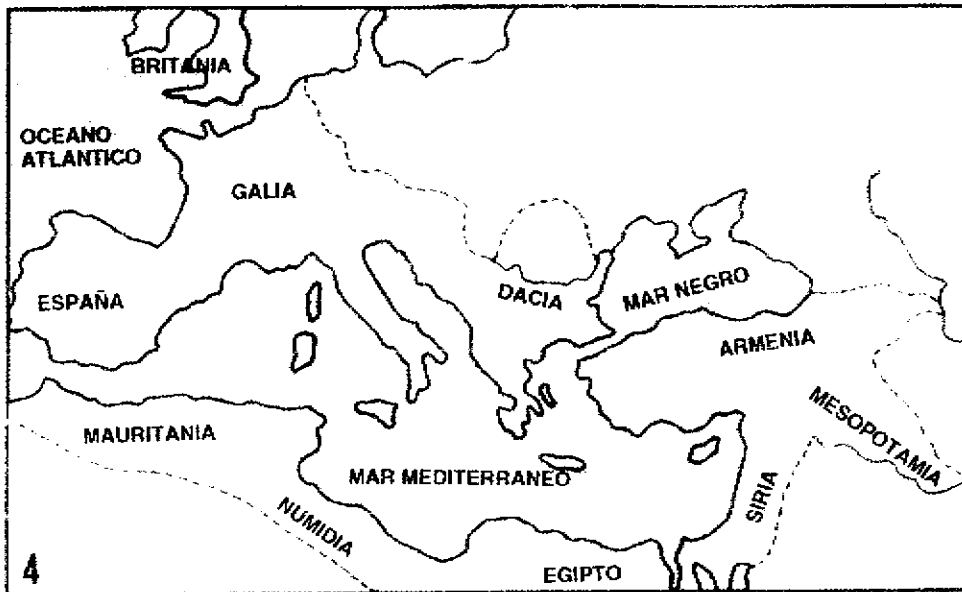 BRITANIA
OCEANO
ATLANTICO
GALIA
ESPAÑA
DACIA
MAR NEGRO
ARMENIA
MESOPOTAMIA
MAURITANIA
MAR MEDITERRANEO
SIRIA
NUMIDIA
EGIPTO
4